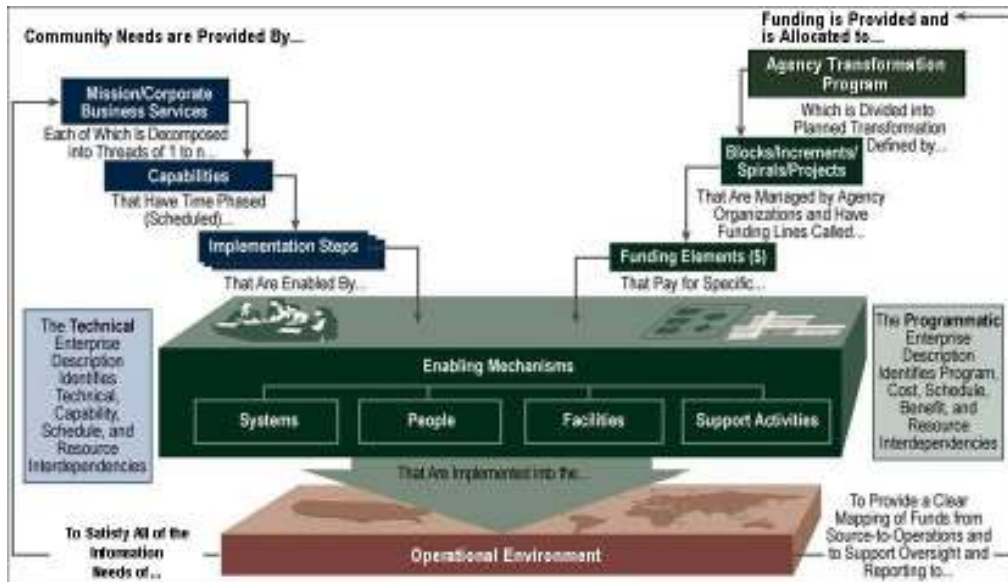 Community Needs are Provided By...
Funding is Provided and
is Allocated to...
Mission/Corporate
Business Services
Each of Which is Decomposed
into Threads of 1 to n...
Capabilities
That Have Time Phased
(Scheduled)...
Implementation Steps
That Are Enabled By...
Agency Transformation
Program
Which is Divided into
Planned Transformation
Defined by...
Blocks/Increments/
Spirals/Projects
That Are Managed by Agency
Organizations and Have
Funding Lines Called...
Funding Elements ($)
That Pay for Specific...
The Technical
Enterprise
Description
Identifies
Technical,
Capability,
Schedule, and
Resource
Interdependencies
Enabling Mechanisms
Systems
People
Facilities
Support Activities
The Programmatic
Enterprise
Description
Identifies Program,
Cost, Schedule,
Benefit, and
Resource
Interdependencies
That Are Implemented into the...
To Satisfy All of the
Information
Needs of...
Operational Environment
To Provide a Clear
Mapping of Funds from
Source-to-Operations and
to Support Oversight and
Reporting to...